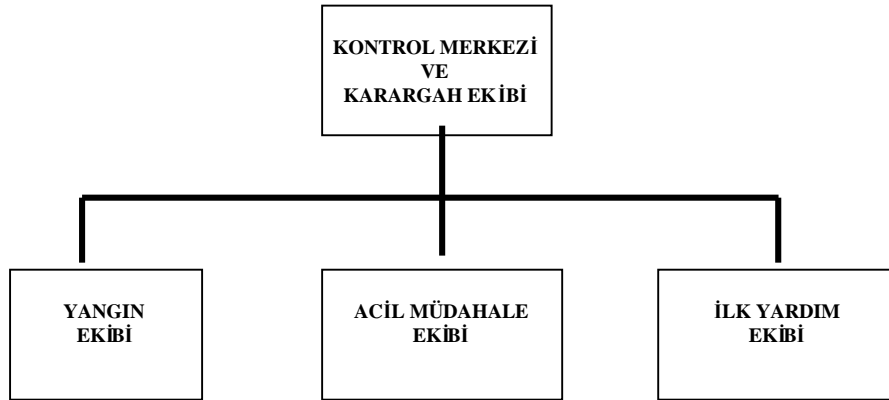 KONTROL MERKEZİ
VE
KARARGAH EKİBİ
YANGIN
EKİBİ
ACİL MÜDAHALE
EKİBİ
İLK YARDIM
EKİBİ